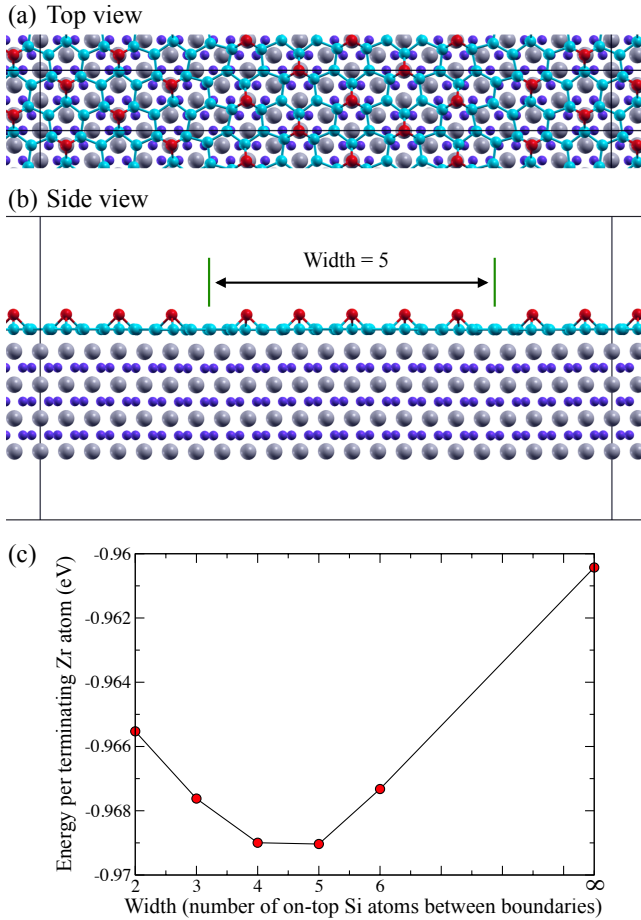 (a) Top view
(b) Side view
Width = 5
(c)
Energy per terminating Zr atom (eV)
-0.96
-0.962
-0.964
-0.966
-0.968
-0.97
2 3 4 5 6 ∞
Width (number of on-top Si atoms between boundaries)